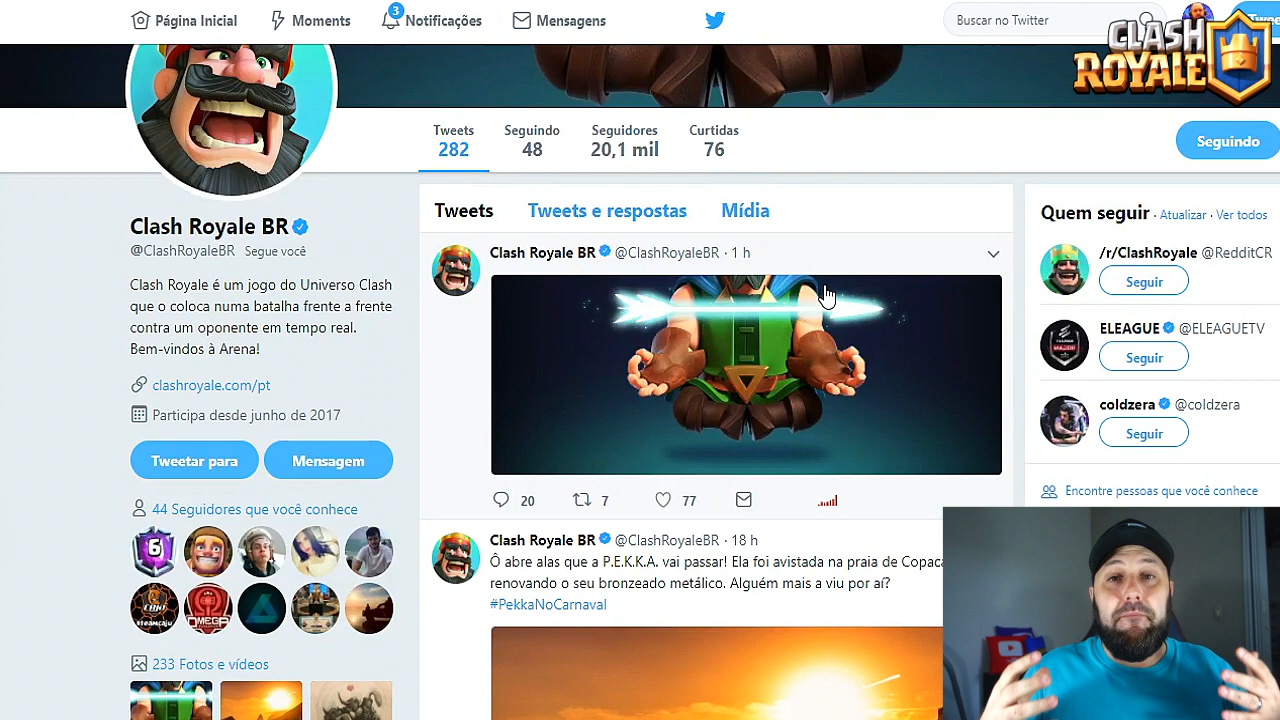 Página Inicial
Moments
3
Notificações
Mensagens
Buscar no Twitter
CLASH
ROYALE
Tweets
282
Seguindo
48
Seguidores
20,1 mil
Curtidas
76
Seguindo
Clash Royale BR
@ClashRoyaleBR Segue você
Clash Royale é um jogo do Universo Clash
que o coloca numa batalha frente a frente
contra um oponente em tempo real.
Bem-vindos à Arena!
clashroyale.com/pt
Participa desde junho de 2017
Tweetar para
Mensagem
44 Seguidores que você conhece
6
233 Fotos e vídeos
Tweets
Tweets e respostas
Mídia
Clash Royale BR @ClashRoyaleBR · 1 h
20
7
77
Clash Royale BR @ClashRoyaleBR · 18 h
Ô abre alas que a P.E.K.K.A. vai passar! Ela foi avistada na praia de Copaca
renovando o seu bronzeado metálico. Alguém mais a viu por aí?
#PekkaNoCarnaval
Quem seguir · Atualizar · Ver todos
/r/ClashRoyale @RedditCR
Seguir
ELEAGUE @ELEAGUETV
Seguir
coldzera @coldzera
Seguir
Encontre pessoas que você conhece